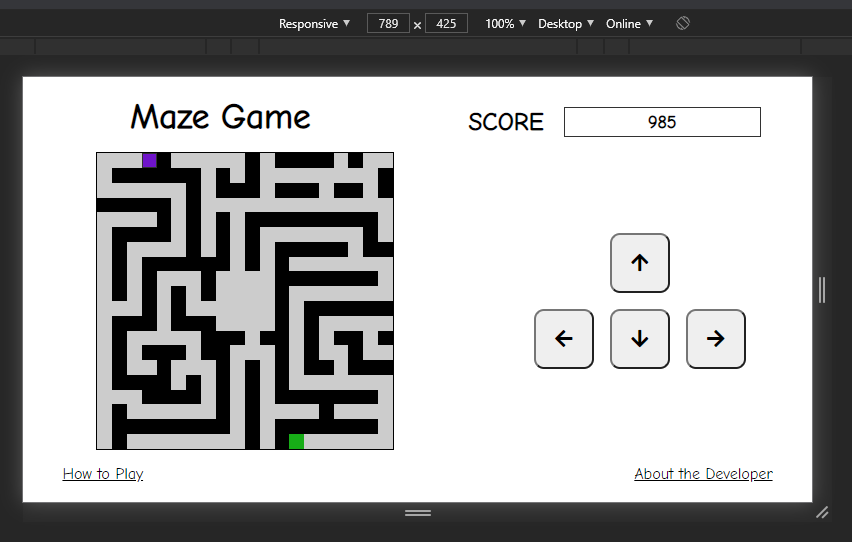 Responsive ▼ 789 × 425 100% ▼ Desktop ▼ Online ▼
Maze Game
SCORE 985
↑
← ↓ →
How to Play
About the Developer